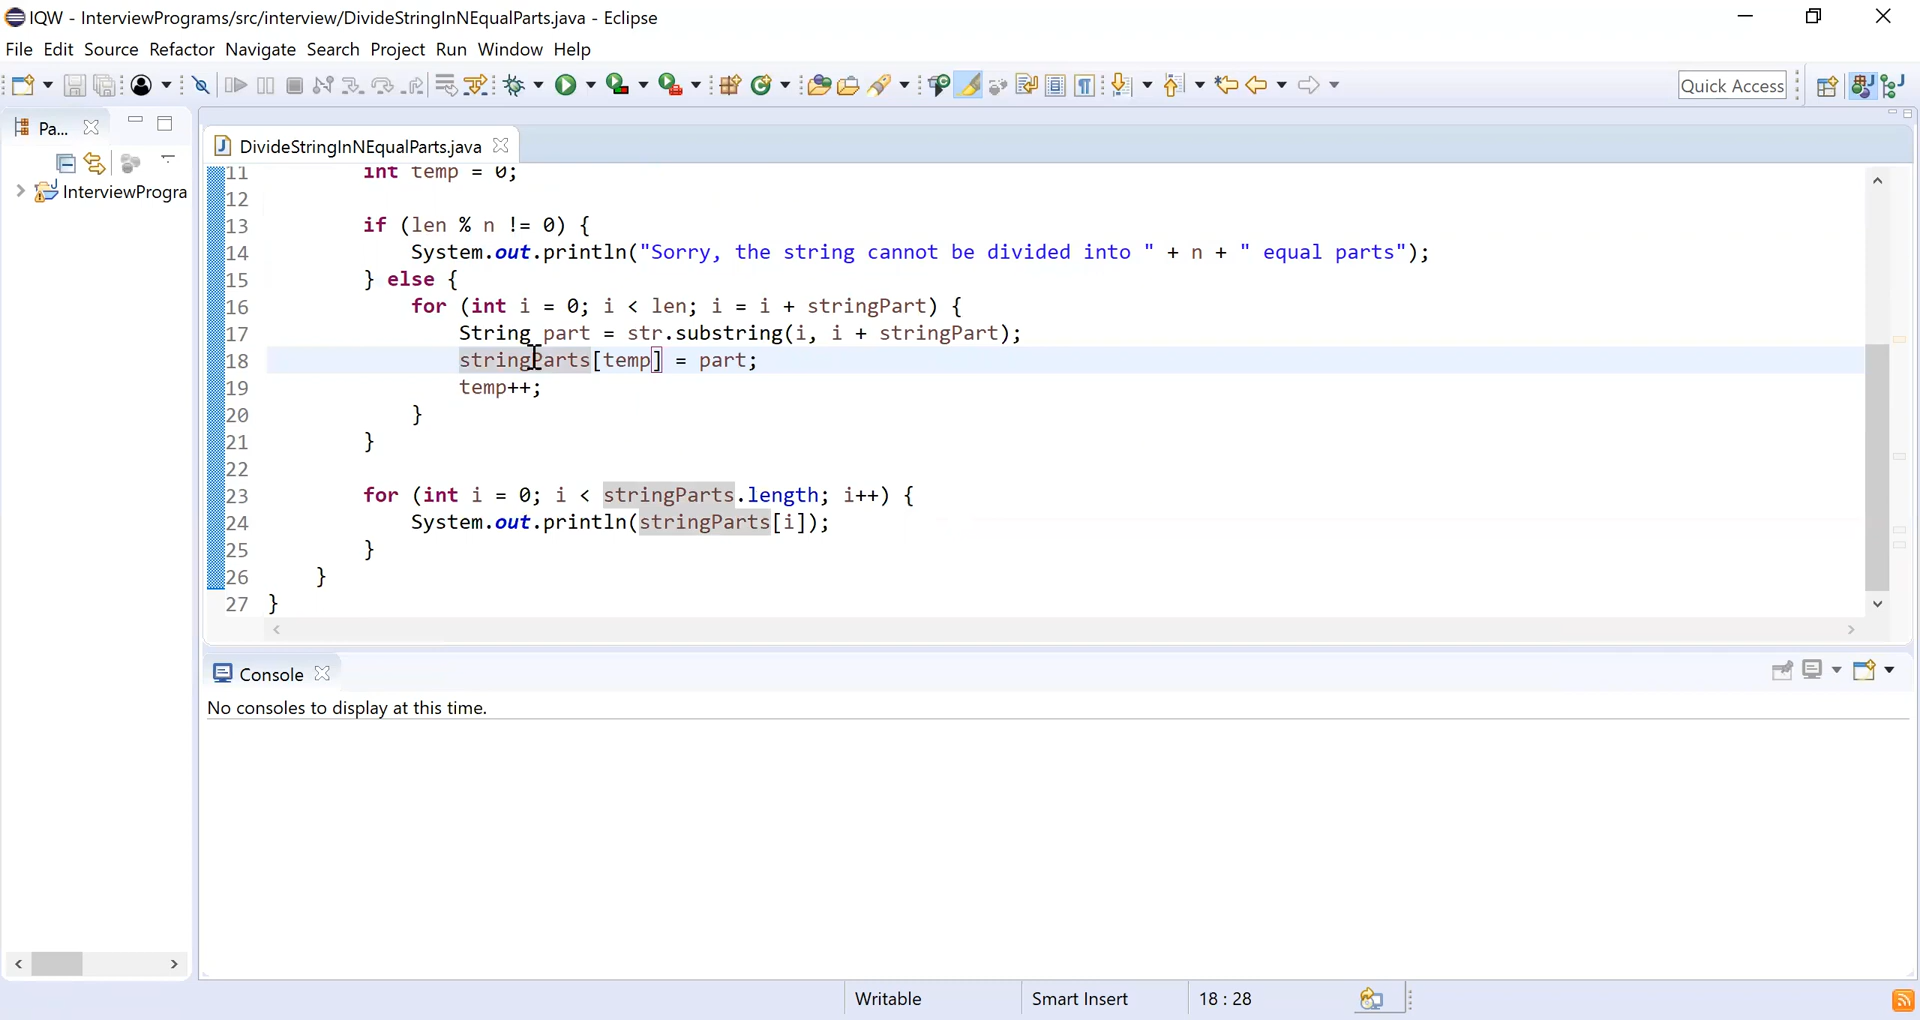 IQW - InterviewPrograms/src/interview/DivideStringInNEqualParts.java - Eclipse
File Edit Source Refactor Navigate Search Project Run Window Help
Quick Access
Pa...
DivideStringInNEqualParts.java
InterviewProgra
11 int temp = 0;
12
13 if (len % n != 0) {
14 System.out.println("Sorry, the string cannot be divided into " + n + " equal parts");
15 } else {
16 for (int i = 0; i < len; i = i + stringPart) {
17 String part = str.substring(i, i + stringPart);
18 stringParts[temp] = part;
19 temp++;
20 }
21 }
22
23 for (int i = 0; i < stringParts.length; i++) {
24 System.out.println(stringParts[i]);
25 }
26 }
27 }
Console
No consoles to display at this time.
Writable Smart Insert 18 : 28